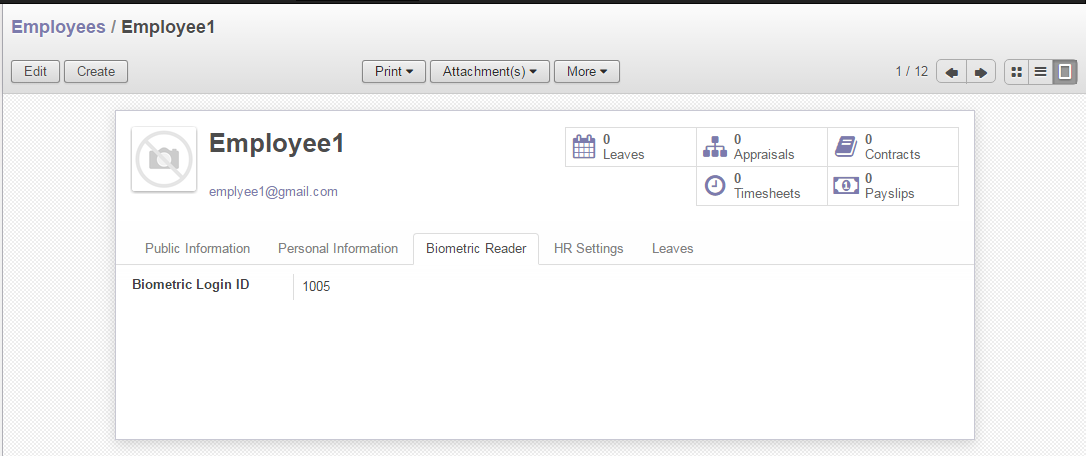 Employees / Employee1
Edit Create Print Attachment(s) More 1 / 12
Employee1
emplyee1@gmail.com
0 Leaves
0 Appraisals
0 Contracts
0 Timesheets
0 Payslips
Public Information Personal Information Biometric Reader HR Settings Leaves
Biometric Login ID 1005